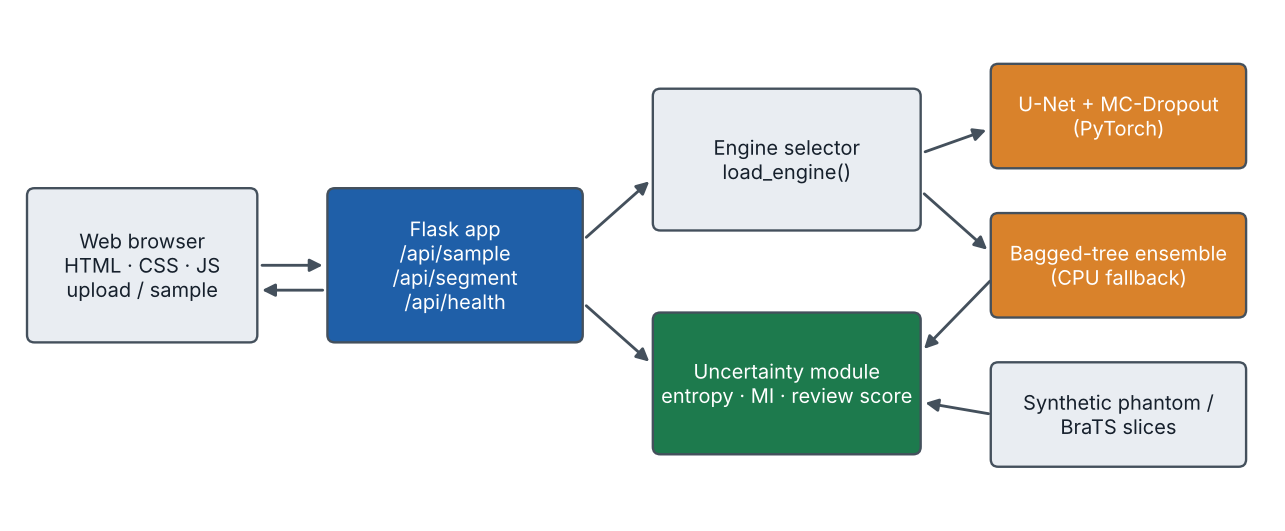 Web browser
HTML · CSS · JS
upload / sample
Flask app
/api/sample
/api/segment
/api/health
Engine selector
load_engine()
Uncertainty module
entropy · MI · review score
U-Net + MC-Dropout
(PyTorch)
Bagged-tree ensemble
(CPU fallback)
Synthetic phantom /
BraTS slices